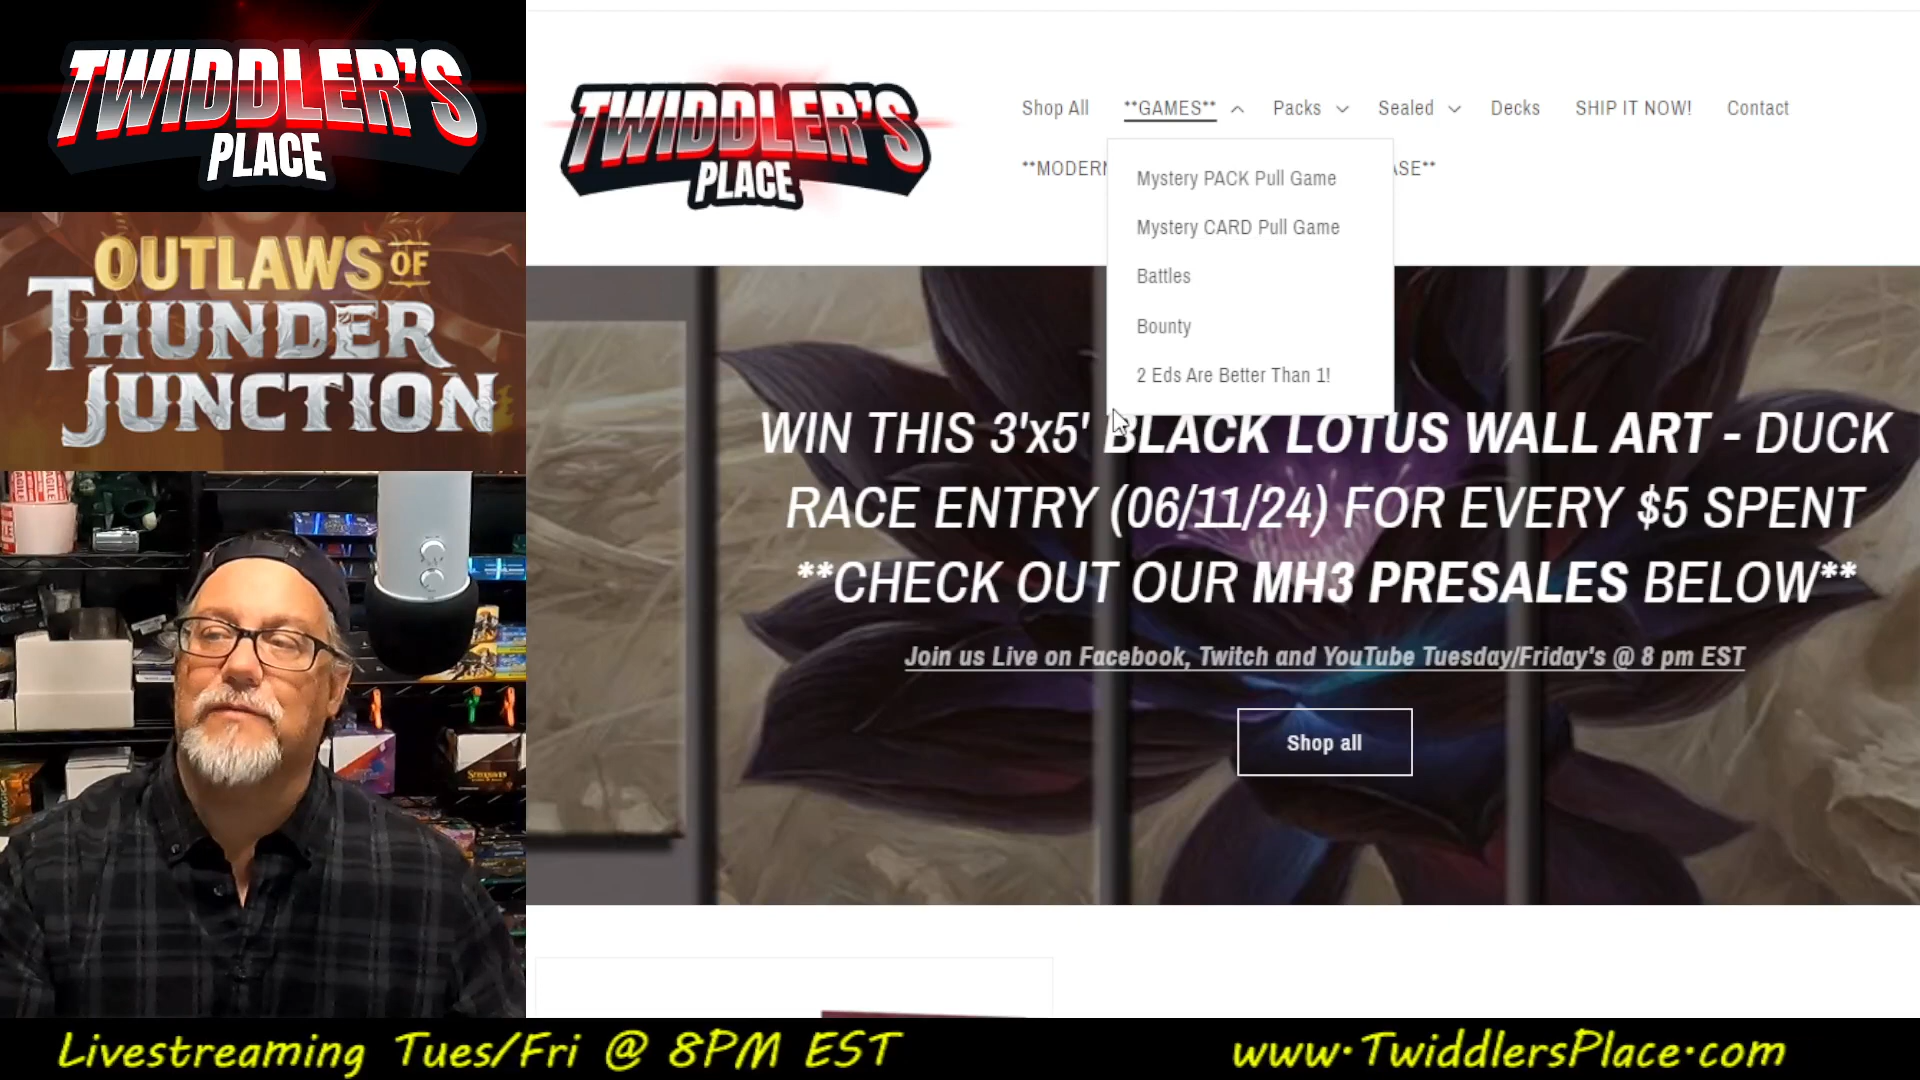 TWIDDLER'S
PLACE
OUTLAWS OF
THUNDER
JUNCTION
TWIDDLER'S
PLACE
Shop All **GAMES** Packs Sealed Decks SHIP IT NOW! Contact
Mystery PACK Pull Game
Mystery CARD Pull Game
Battles
Bounty
2 Eds Are Better Than 1!
WIN THIS 3'x5' BLACK LOTUS WALL ART - DUCK
RACE ENTRY (06/11/24) FOR EVERY $5 SPENT
**CHECK OUT OUR MH3 PRESALES BELOW**
Join us Live on Facebook, Twitch and YouTube Tuesday/Friday's @ 8 pm EST
Shop all
Livestreaming Tues/Fri @ 8PM EST
www.TwiddlersPlace.com